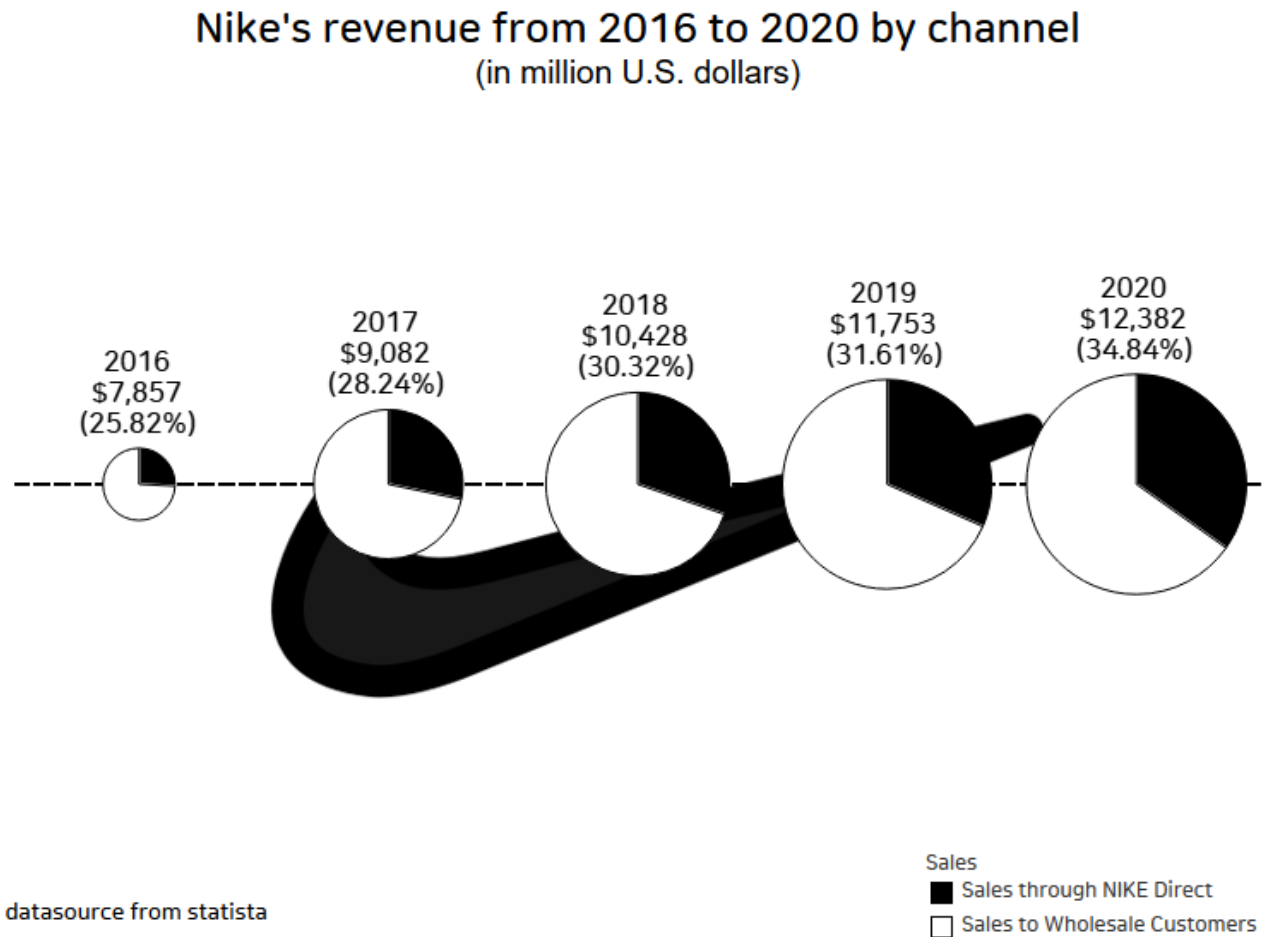 Nike's revenue from 2016 to 2020 by channel
(in million U.S. dollars)
2016
$7,857
(25.82%)
2017
$9,082
(28.24%)
2018
$10,428
(30.32%)
2019
$11,753
(31.61%)
2020
$12,382
(34.84%)
Sales
Sales through NIKE Direct
Sales to Wholesale Customers
datasource from statista